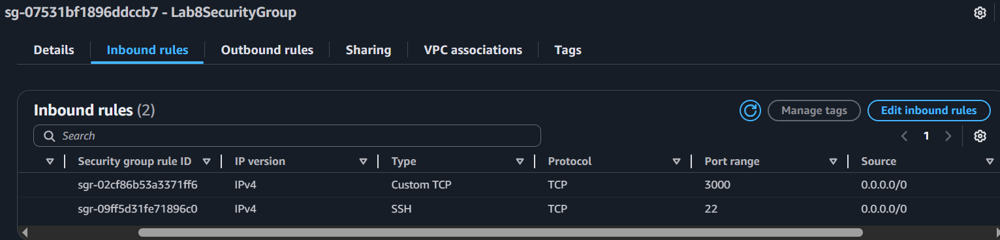 sg-07531bf1896ddccb7 - Lab8SecurityGroup
Details Inbound rules Outbound rules Sharing VPC associations Tags
Inbound rules (2) Manage tags Edit inbound rules
Search 1
Security group rule ID IP version Type Protocol Port range Source
sgr-02cf86b53a3371ff6 IPv4 Custom TCP TCP 3000 0.0.0.0/0
sgr-09ff5d31fe71896c0 IPv4 SSH TCP 22 0.0.0.0/0